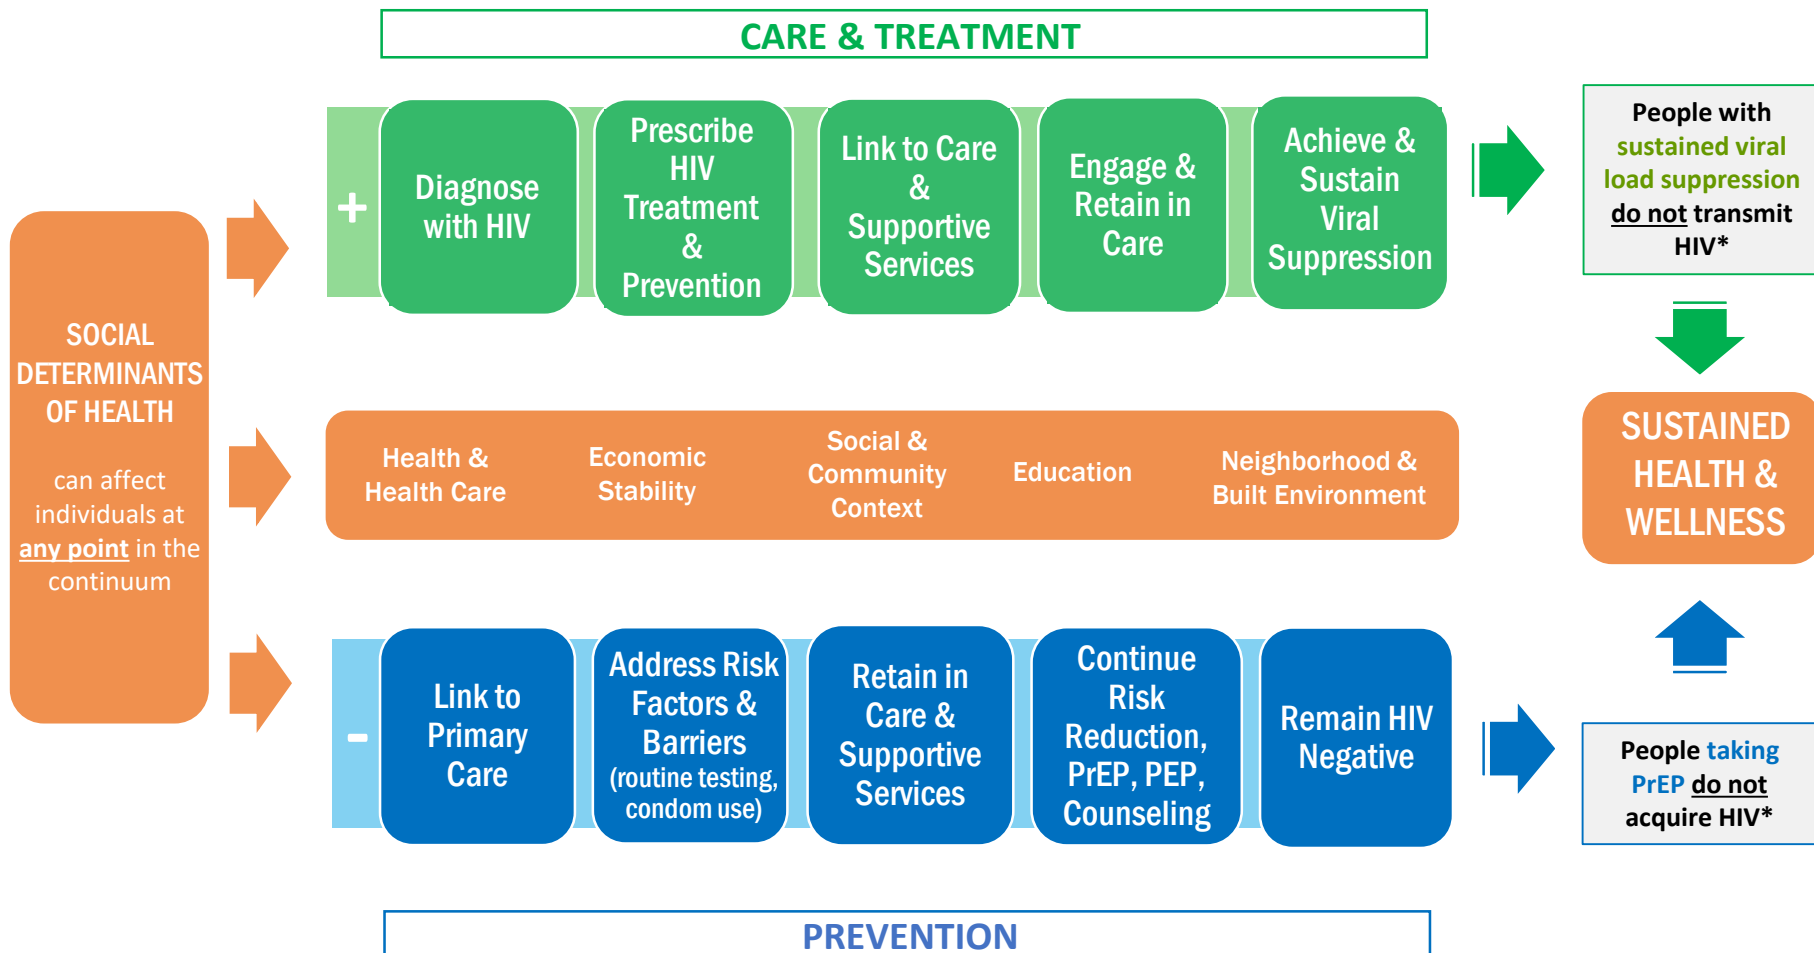 CARE & TREATMENT
+
Diagnose
with HIV
Prescribe
HIV
Treatment
&
Prevention
Link to Care
&
Supportive
Services
Engage &
Retain in
Care
Achieve &
Sustain
Viral
Suppression
People with
sustained viral
load suppression
do not transmit
HIV*
SOCIAL
DETERMINANTS
OF HEALTH
can affect
individuals at
any point in the
continuum
Health &
Health Care
Economic
Stability
Social &
Community
Context
Education
Neighborhood &
Built Environment
SUSTAINED
HEALTH &
WELLNESS
-
Link to
Primary
Care
Address Risk
Factors &
Barriers
(routine testing,
condom use)
Retain in
Care &
Supportive
Services
Continue
Risk
Reduction,
PrEP, PEP,
Counseling
Remain HIV
Negative
People taking
PrEP do not
acquire HIV*
PREVENTION